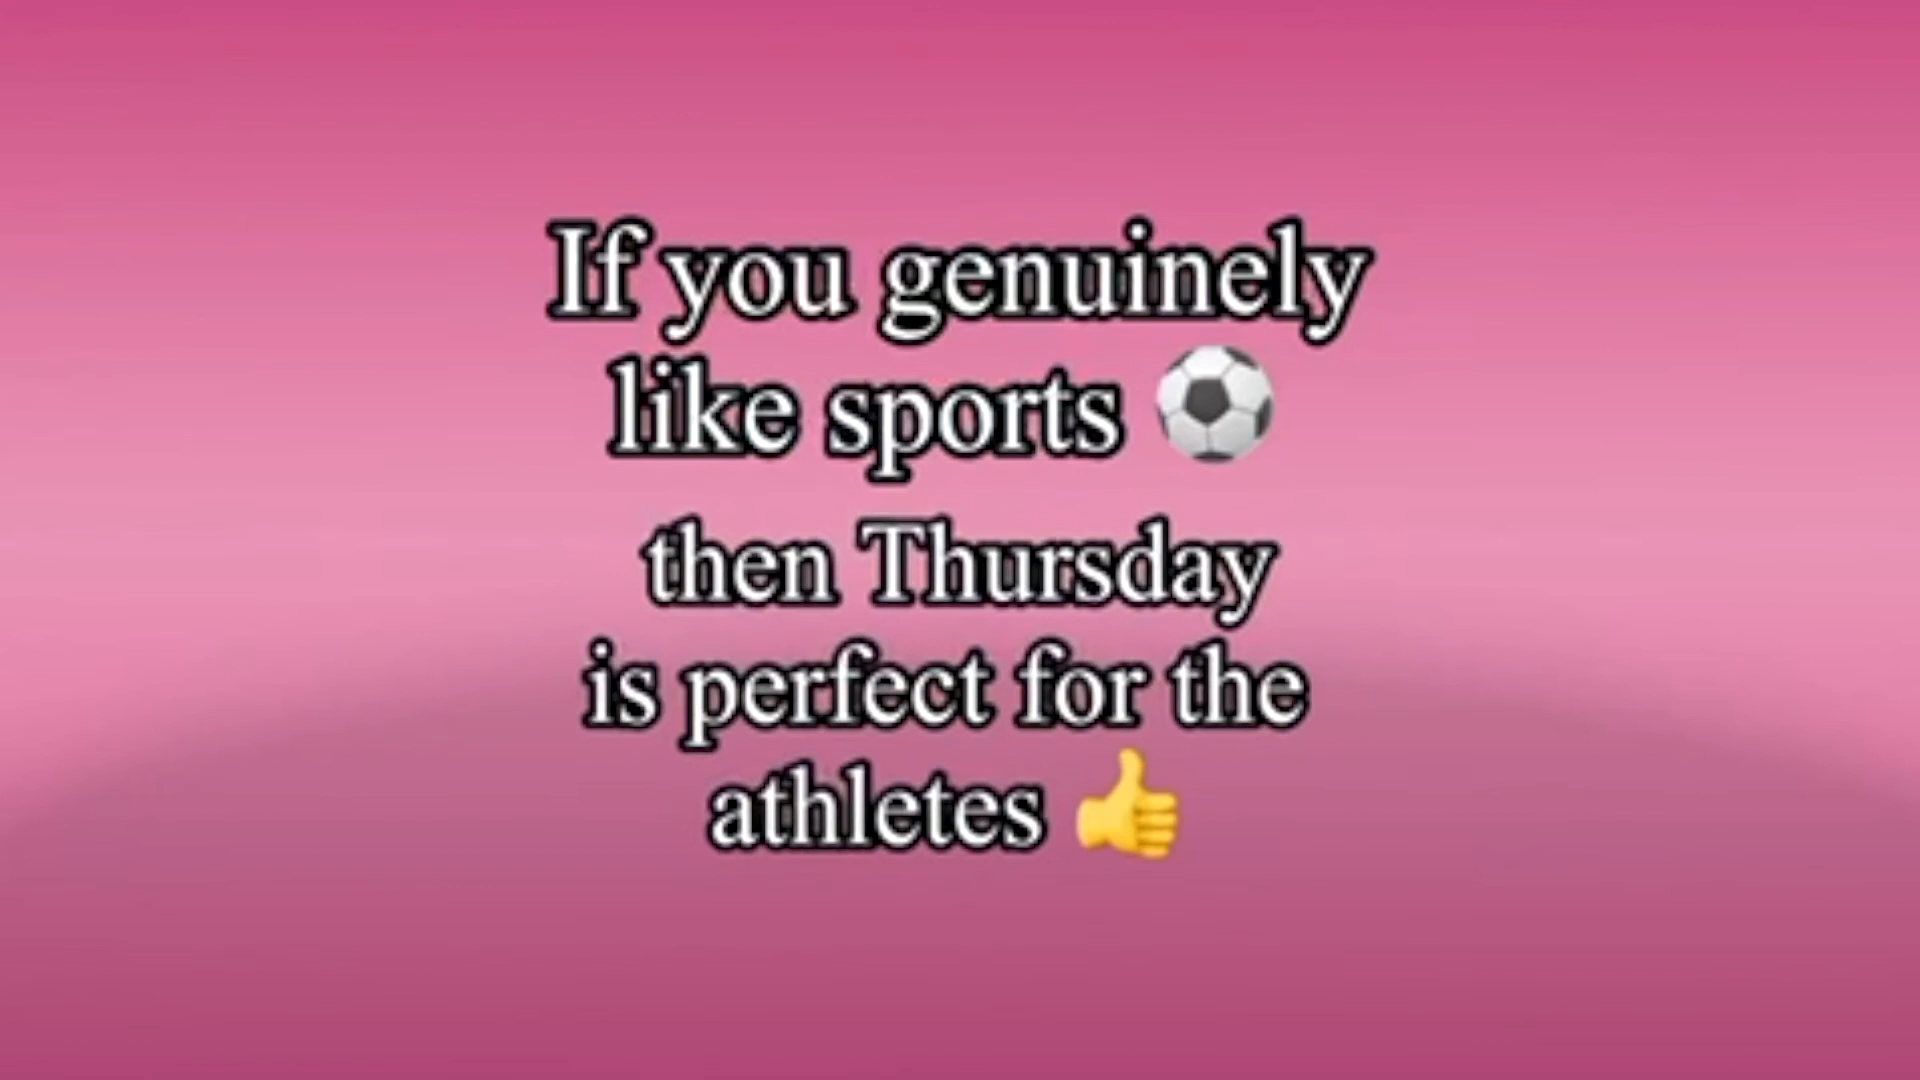 If you genuinely
like sports ⚽
then Thursday
is perfect for the
athletes 👍